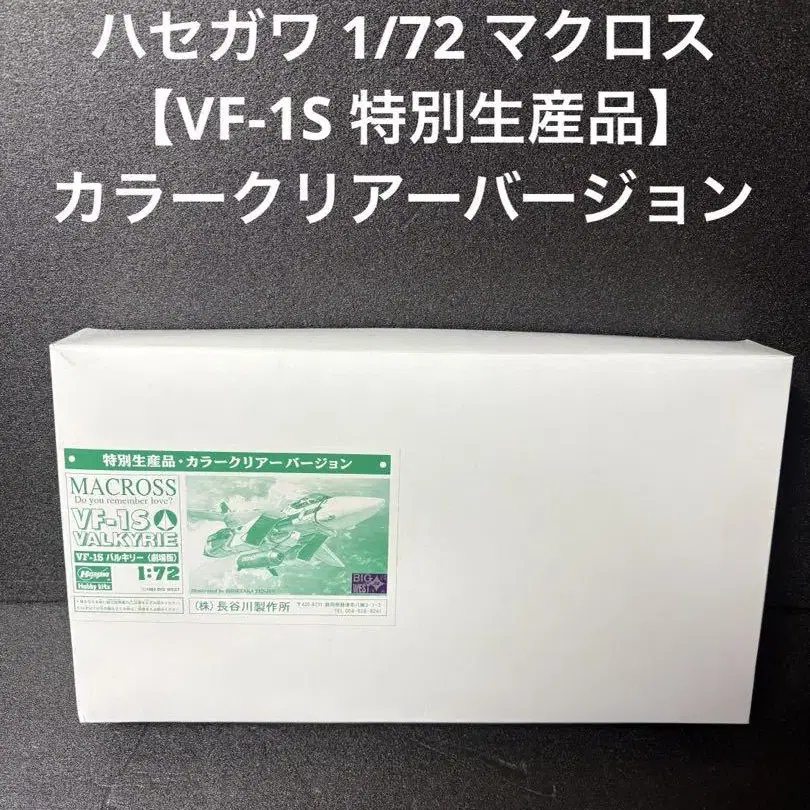 ハセガワ 1/72 マクロス
【VF-1S 特別生産品】
カラークリアーバージョン
特別生産品・カラークリアー バージョン
MACROSS
Do you remember love?
VF-1S
VALKYRIE
VF-1S バルキリー（劇場版）
Hasegawa
Hobby kits
1:72
©1984 BIG WEST
BIG WEST
（株）長谷川製作所